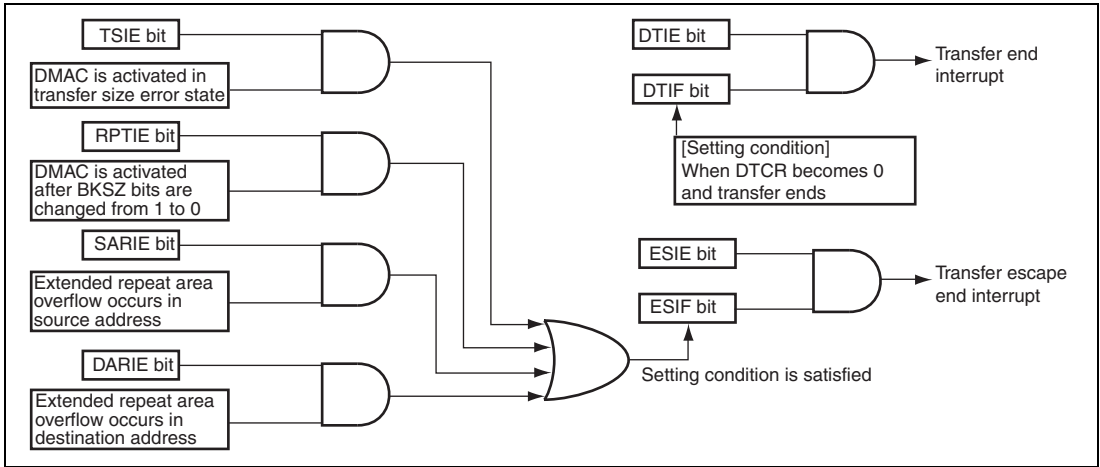 TSIE bit
DMAC is activated in
transfer size error state
RPTIE bit
DMAC is activated
after BKSZ bits are
changed from 1 to 0
SARIE bit
Extended repeat area
overflow occurs in
source address
DARIE bit
Extended repeat area
overflow occurs in
destination address
DTIE bit
DTIF bit
Transfer end
interrupt
[Setting condition]
When DTCR becomes 0
and transfer ends
ESIE bit
ESIF bit
Transfer escape
end interrupt
Setting condition is satisfied